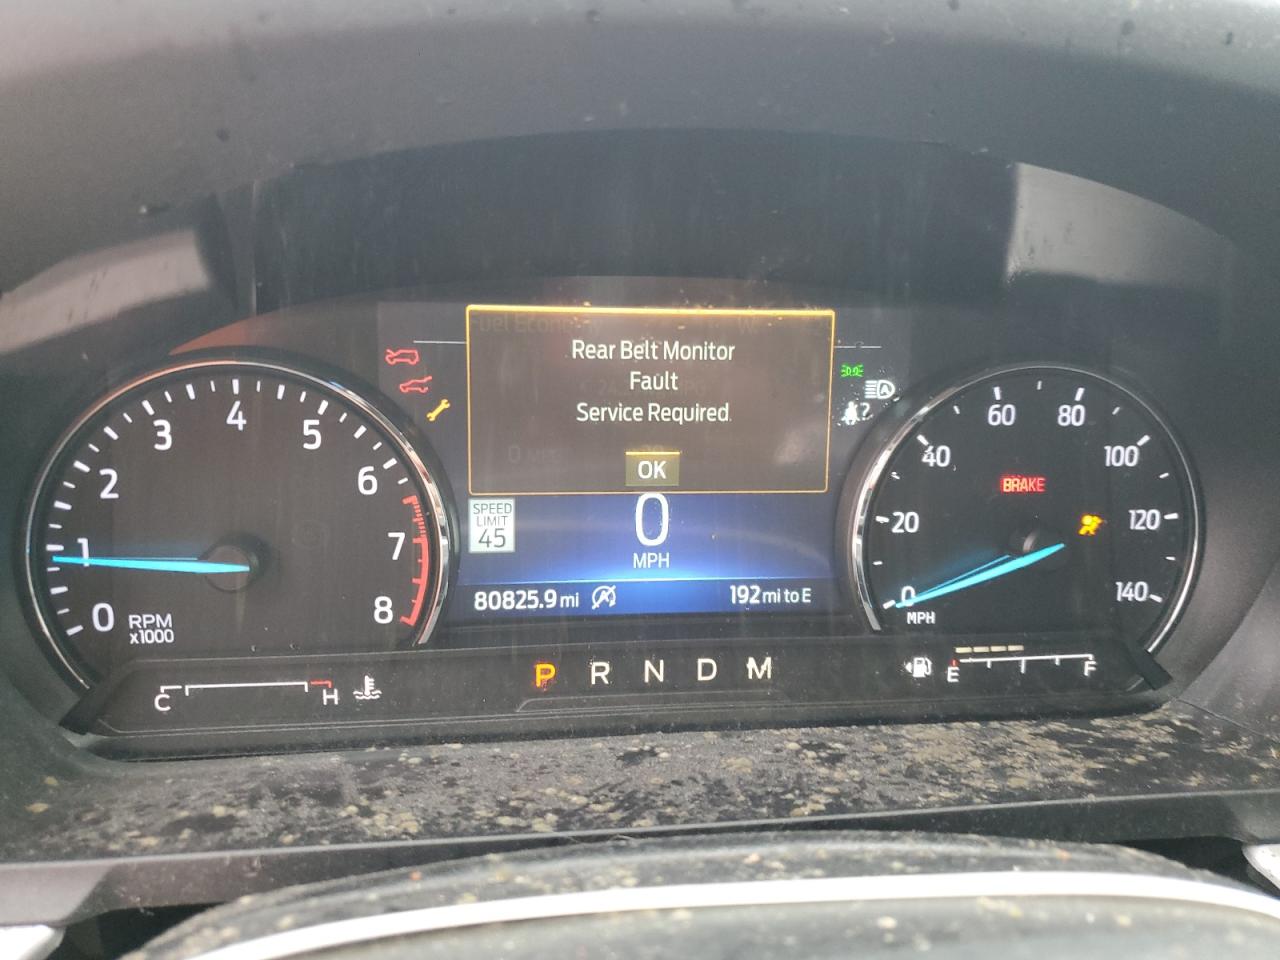 Fuel Economy
Rear Belt Monitor
Fault
Service Required.
OK
SPEED
LIMIT
45
0
MPH
80825.9 mi
192 mi to E
0
1
2
3
4
5
6
7
8
RPM
x1000
0
20
40
60
80
100
120
140
MPH
BRAKE
A
?
C
H
P R N D M
E
F